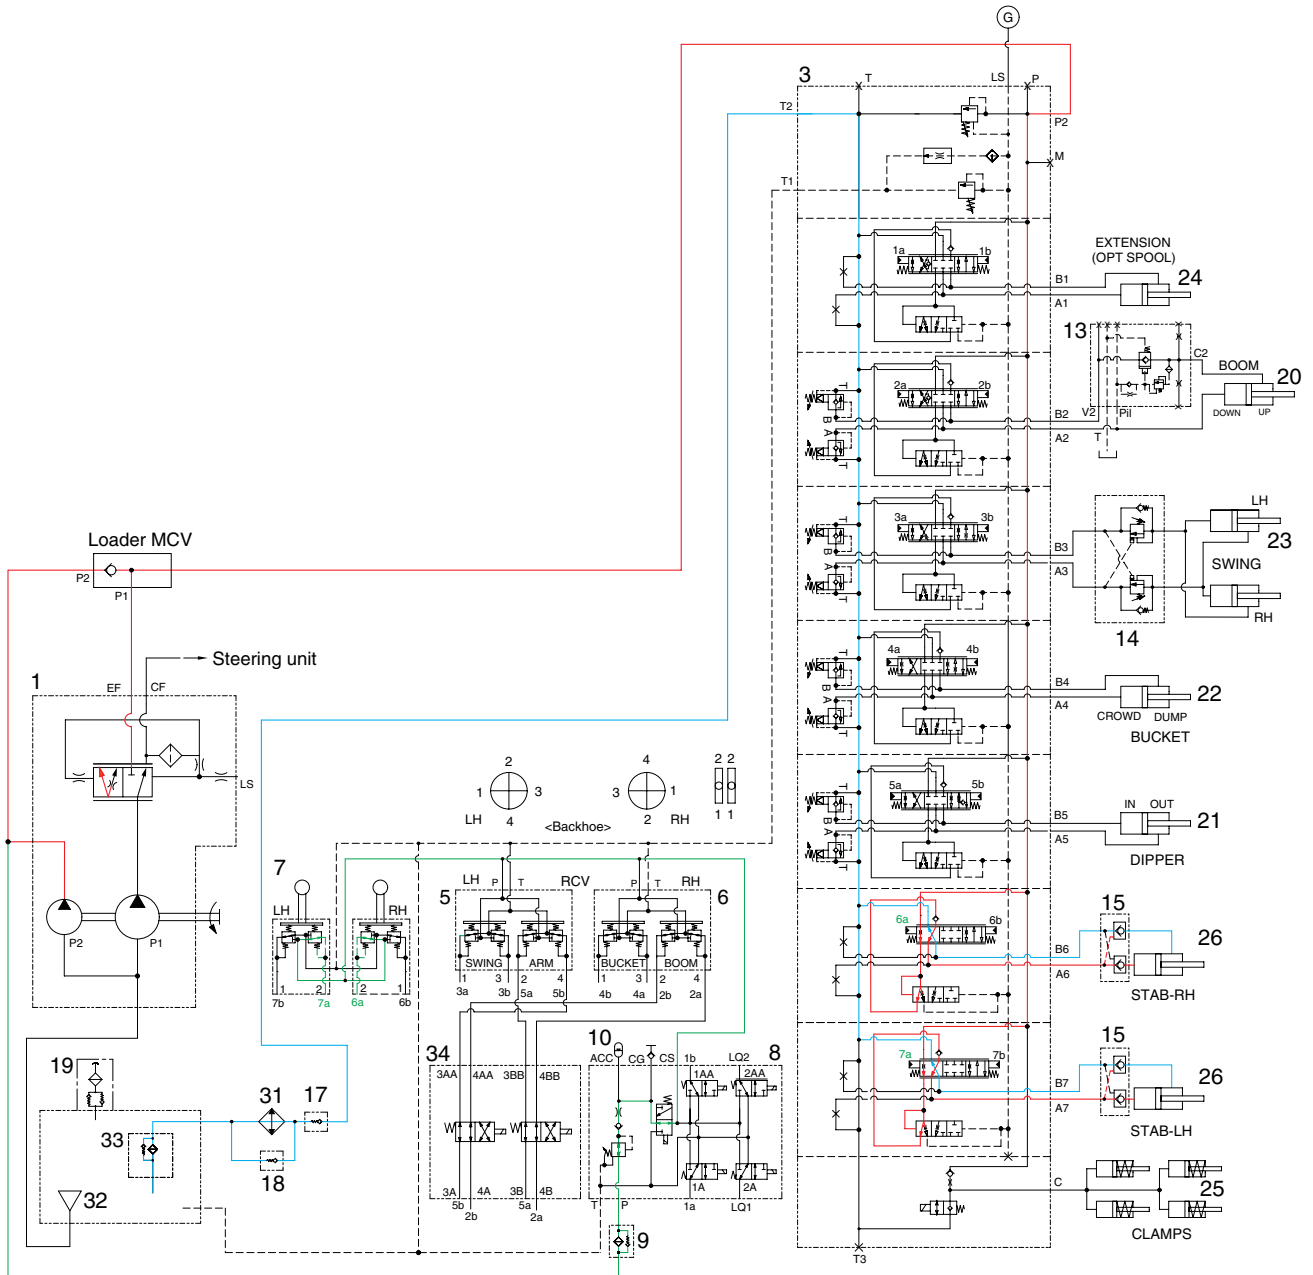 G
3 T LS P
T2
P2
M
T1
1a 1b
EXTENSION
(OPT SPOOL)
24
B1
A1
13
C2
BOOM
20
2a 2b
DOWN UP
T
B
A
T
B2
A2
V2 Pil
T
LH
23
SWING
RH
14
3a 3b
T
B
A
T
B3
A3
Loader MCV
P2
P1
Steering unit
1
EF CF
LS
P2 P1
4a 4b
T
B
A
T
B4
A4
22
CROWD DUMP
BUCKET
2
1 3
LH 4
<Backhoe>
4
3 1
2 RH
2 2
1 1
5a 5b
T
B
A
T
B5
A5
IN OUT
21
DIPPER
7
LH RH
1 2 2 1
7b 7a 6a 6b
5 LH P T RCV P T RH 6
SWING ARM BUCKET BOOM
1 3 2 4 1 3 2 4
3a 3b 5a 5b 4b 4a 2b 2a
6a 6b
B6
A6
15
26
STAB-RH
34
3AA 4AA 3BB 4BB
3A 4A 3B 4B
5b 5a
2b 2a
10
ACC CG CS 1b LQ2 8
1AA 2AA
1A 2A
T P 1a LQ1
9
7a 7b
B7
A7
15
26
STAB-LH
19
31 17
33
18
32
C
25
CLAMPS
T3